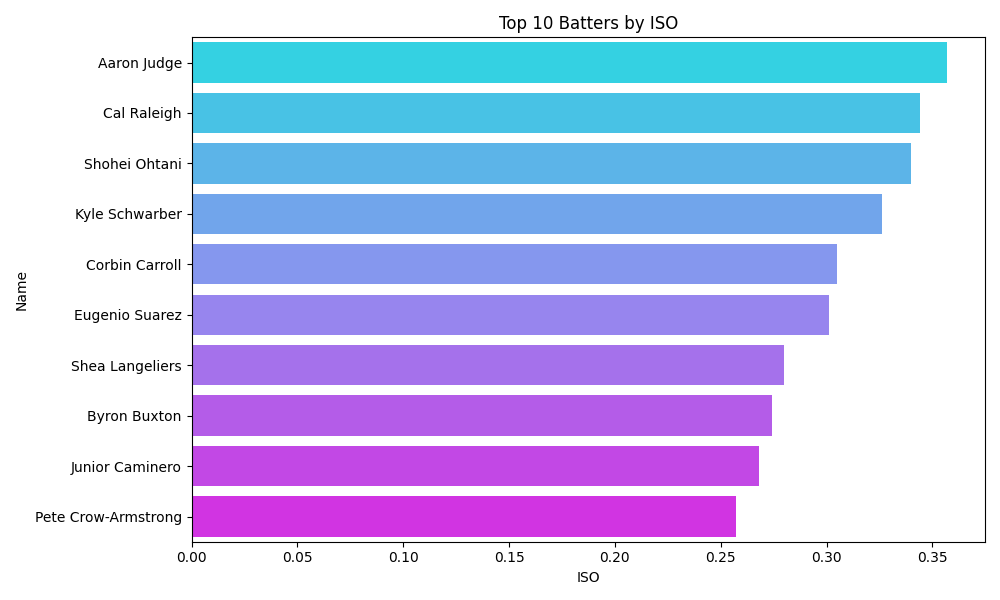 Top 10 Batters by ISO
Name
Aaron Judge
Cal Raleigh
Shohei Ohtani
Kyle Schwarber
Corbin Carroll
Eugenio Suarez
Shea Langeliers
Byron Buxton
Junior Caminero
Pete Crow-Armstrong
0.00 0.05 0.10 0.15 0.20 0.25 0.30 0.35
ISO